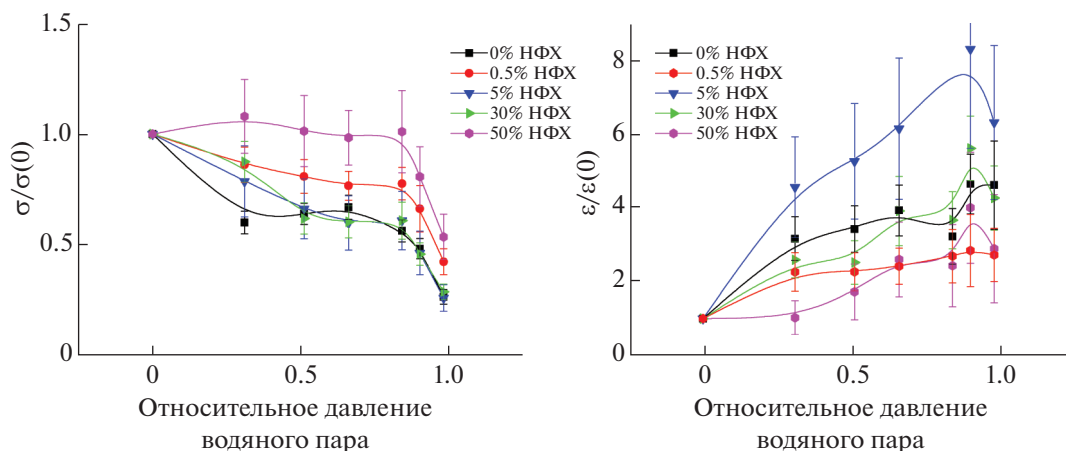 σ/σ(0)
1.5
1.0
0.5
0
0% НФХ
0.5% НФХ
5% НФХ
30% НФХ
50% НФХ
0
0.5
1.0
Относительное давление
водяного пара
ε/ε(0)
8
6
4
2
0
0% НФХ
0.5% НФХ
5% НФХ
30% НФХ
50% НФХ
0
0.5
1.0
Относительное давление
водяного пара